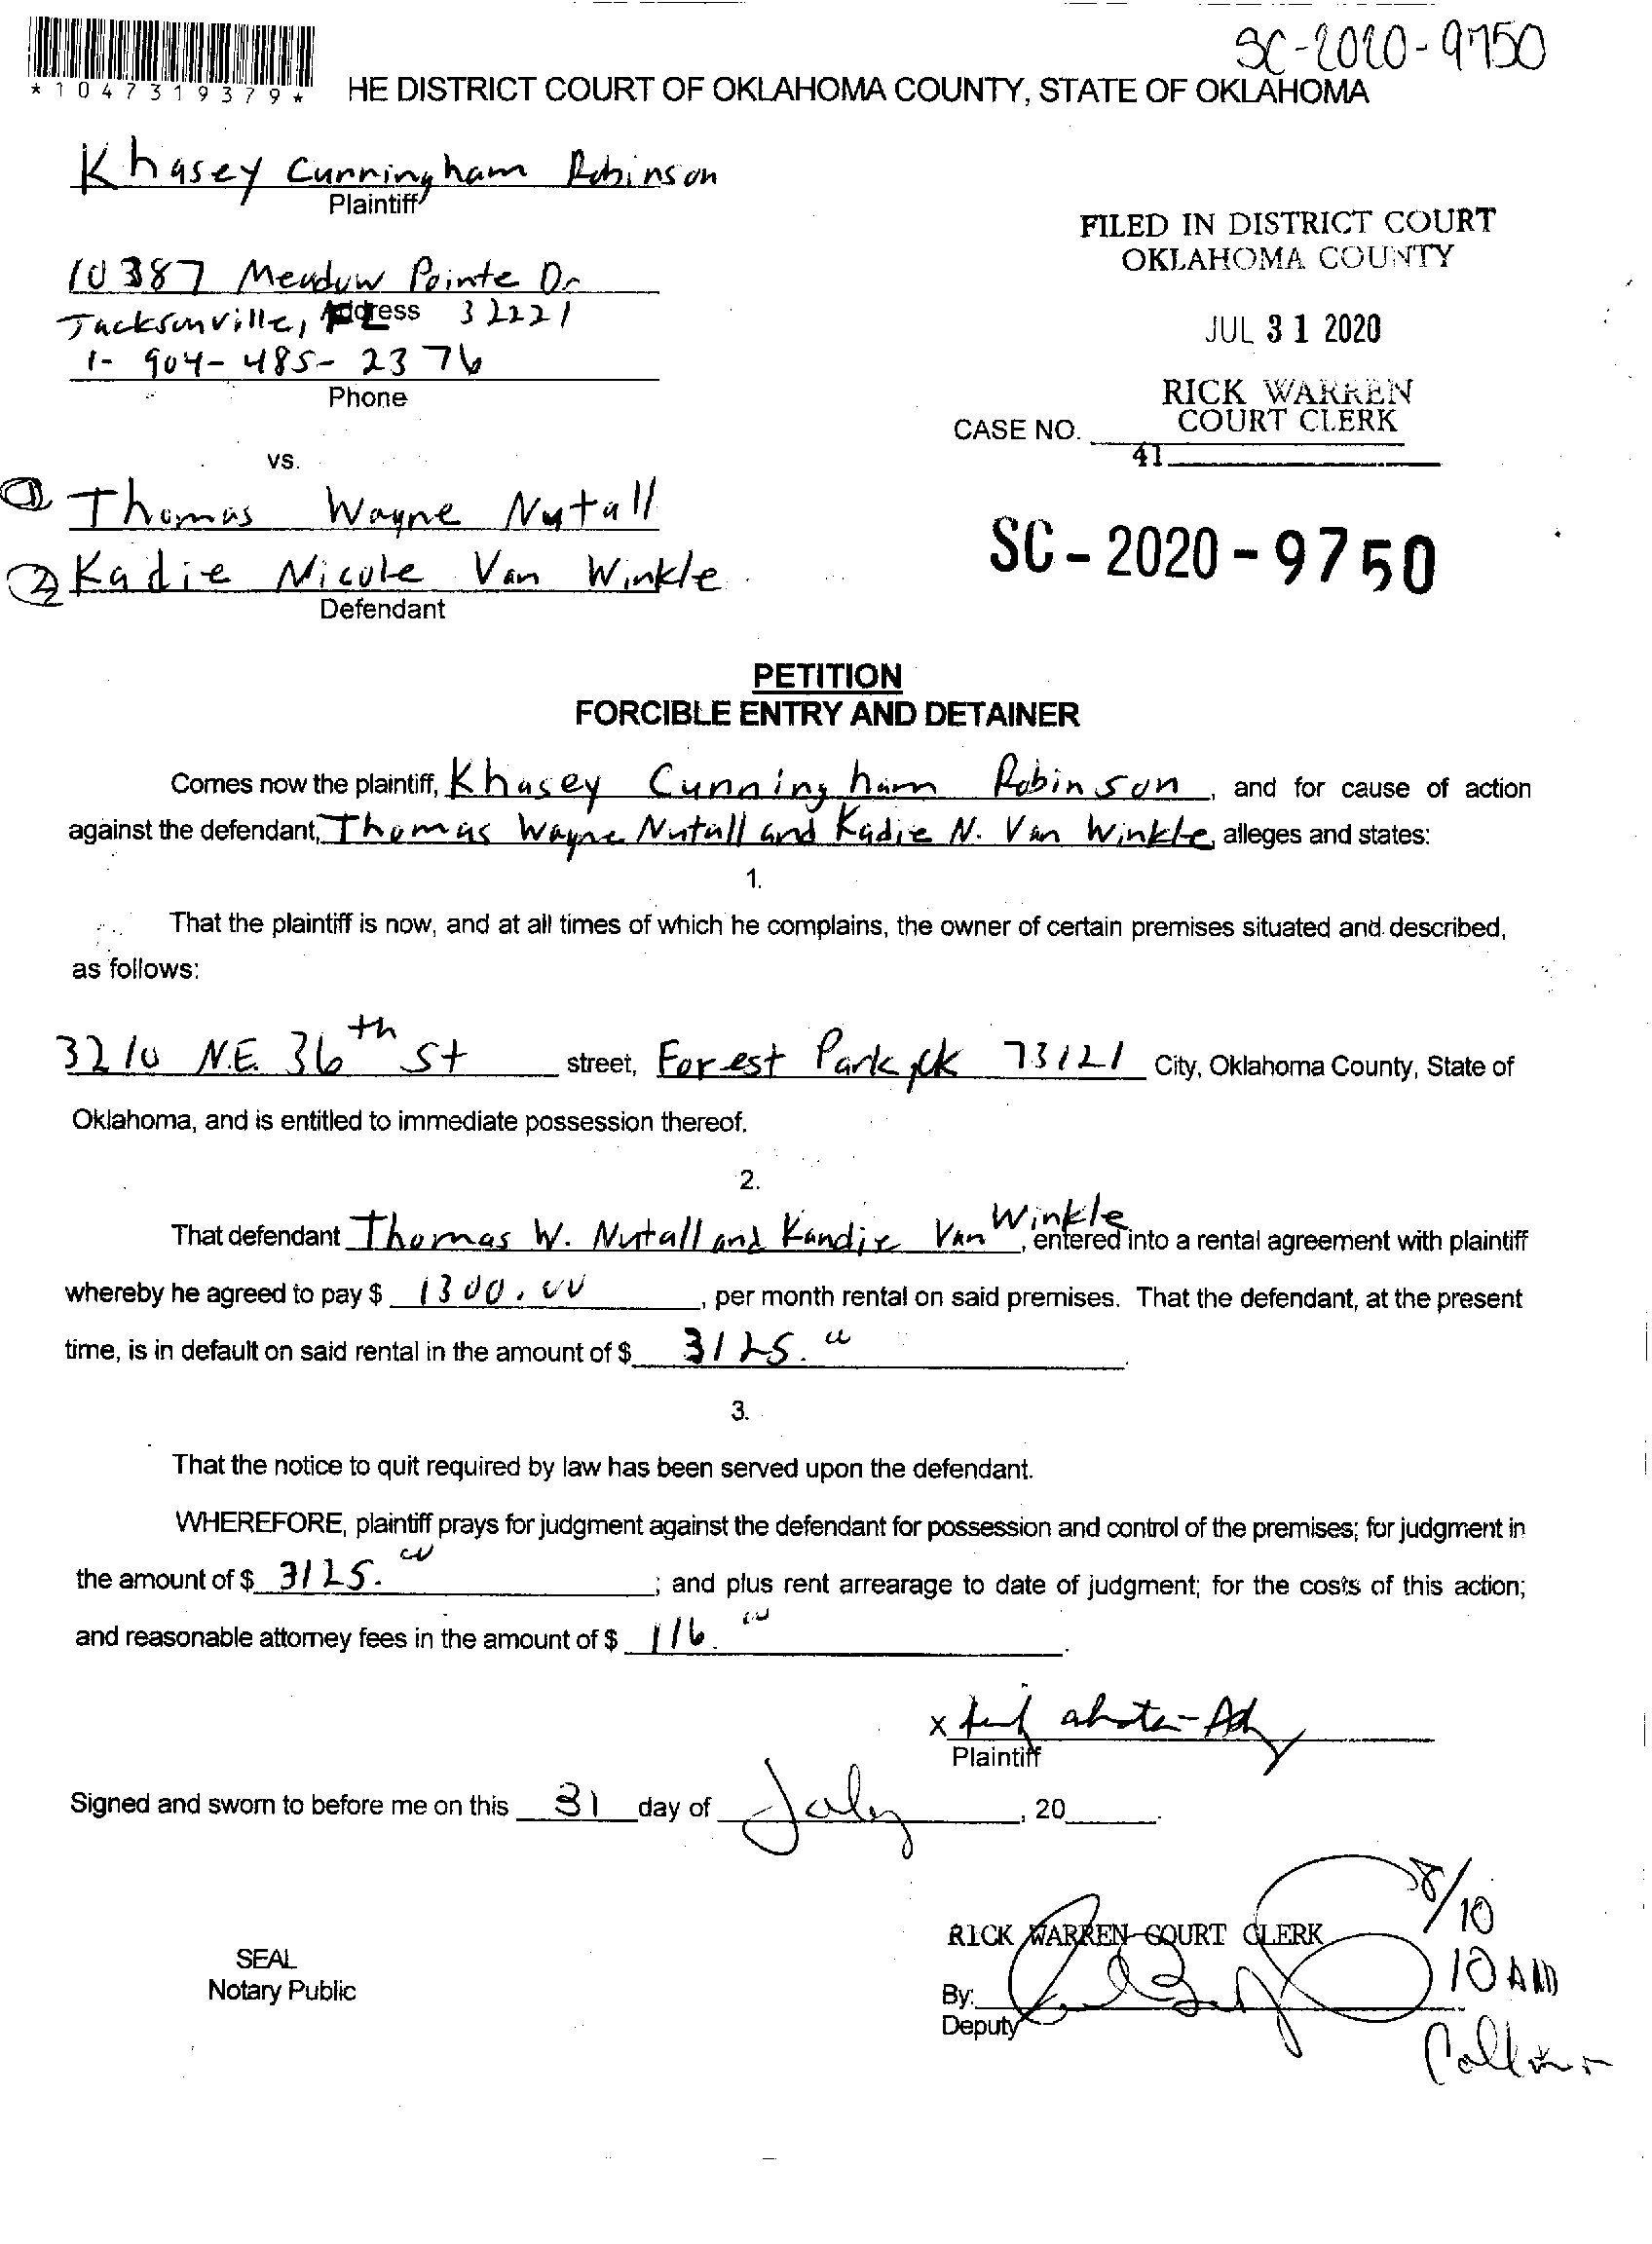 SC-2020-9750
*1047319379*
HE DISTRICT COURT OF OKLAHOMA COUNTY, STATE OF OKLAHOMA
Khasey Cunningham Robinson
Plaintiff
FILED IN DISTRICT COURT
OKLAHOMA COUNTY
10387 Meadow Pointe Dr
Address
Jacksonville, FL 32221
JUL 31 2020
1-904-485-2376
Phone
RICK WARREN
COURT CLERK
CASE NO.
41
vs.
① Thomas Wayne Nutall
② Kadie Nicole Van Winkle
Defendant
SC-2020-9750
PETITION
FORCIBLE ENTRY AND DETAINER
Comes now the plaintiff, Khasey Cunningham Robinson, and for cause of action
against the defendant, Thomas Wayne Nutall and Kadie N. Van Winkle, alleges and states:
1.
That the plaintiff is now, and at all times of which he complains, the owner of certain premises situated and described,
as follows:
3210 N.E. 36th St street, Forest Park, ok 73121 City, Oklahoma County, State of
Oklahoma, and is entitled to immediate possession thereof.
2.
That defendant Thomas W. Nutall and Kandie Van Winkle, entered into a rental agreement with plaintiff
whereby he agreed to pay $ 1300.00, per month rental on said premises. That the defendant, at the present
time, is in default on said rental in the amount of $ 3125.00.
3.
That the notice to quit required by law has been served upon the defendant.
WHEREFORE, plaintiff prays for judgment against the defendant for possession and control of the premises; for judgment in
the amount of $ 3125.00; and plus rent arrearage to date of judgment; for the costs of this action;
and reasonable attorney fees in the amount of $ 116.00.
x
Plaintiff
Signed and sworn to before me on this 31 day of July, 20 .
8/10
10 AM
RICK WARREN COURT CLERK
SEAL
Notary Public
By:
Deputy